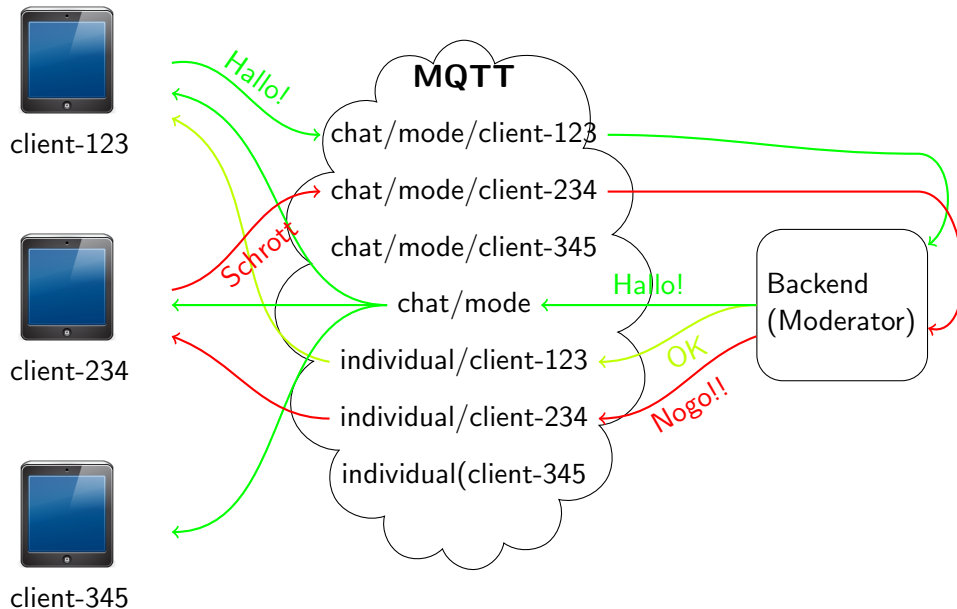 client-123
client-234
client-345
Hallo!
Schrott
MQTT
chat/mode/client-123
chat/mode/client-234
chat/mode/client-345
chat/mode
individual/client-123
individual/client-234
individual(client-345
Hallo!
OK
Nogo!!
Backend
(Moderator)